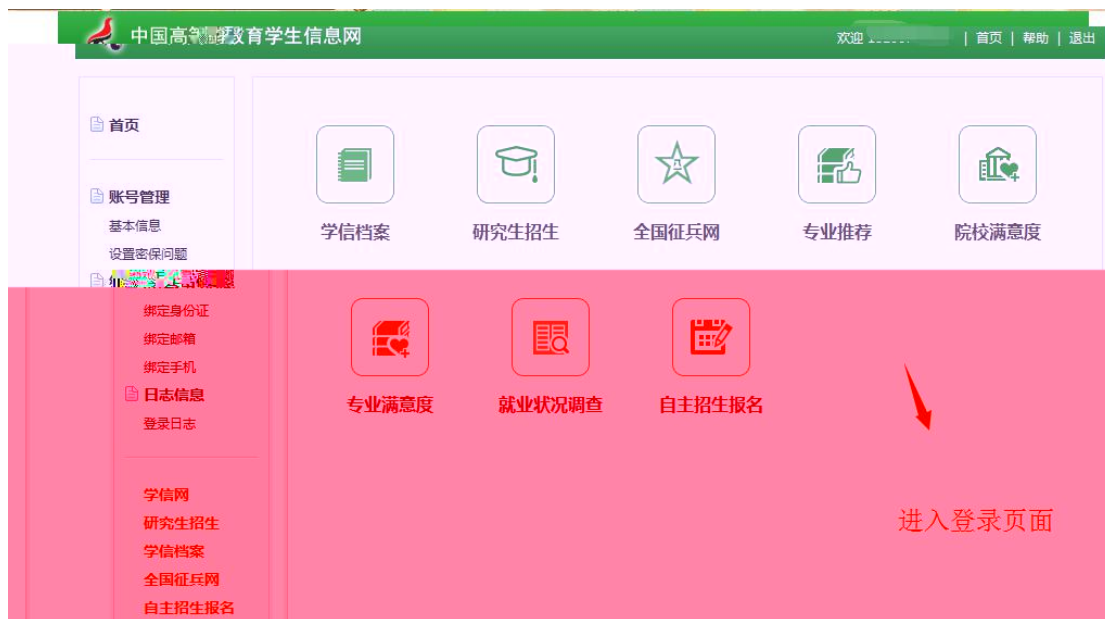 中国高等教育学生信息网
欢迎 | 首页 | 帮助 | 退出
首页
账号管理
基本信息
设置密保问题
绑定身份证
绑定邮箱
绑定手机
日志信息
登录日志
学信网
研究生招生
学信档案
全国征兵网
自主招生报名
学信档案
研究生招生
全国征兵网
专业推荐
院校满意度
专业满意度
就业状况调查
自主招生报名
进入登录页面